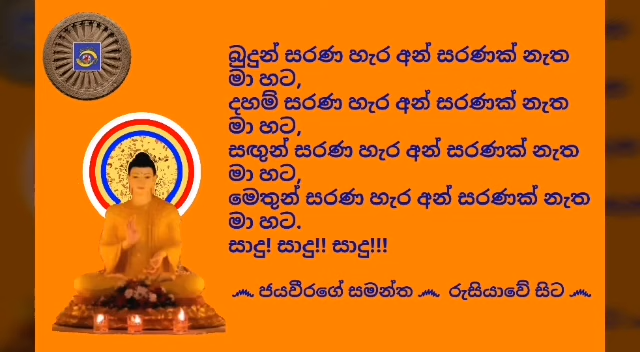 බුදුන් සරණ හැර අන් සරණක් නැත
මා හට,
දහම් සරණ හැර අන් සරණක් නැත
මා හට,
සඟුන් සරණ හැර අන් සරණක් නැත
මා හට,
මෙතුන් සරණ හැර අන් සරණක් නැත
මා හට.
සාදු! සාදු!! සාදු!!!
෴ ජයවීරගේ සමන්ත ෴ රුසියාවේ සිට ෴